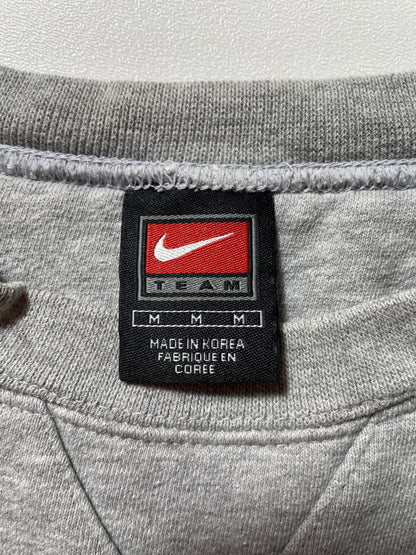 TEAM
M M M
MADE IN KOREA
FABRIQUE EN
COREE